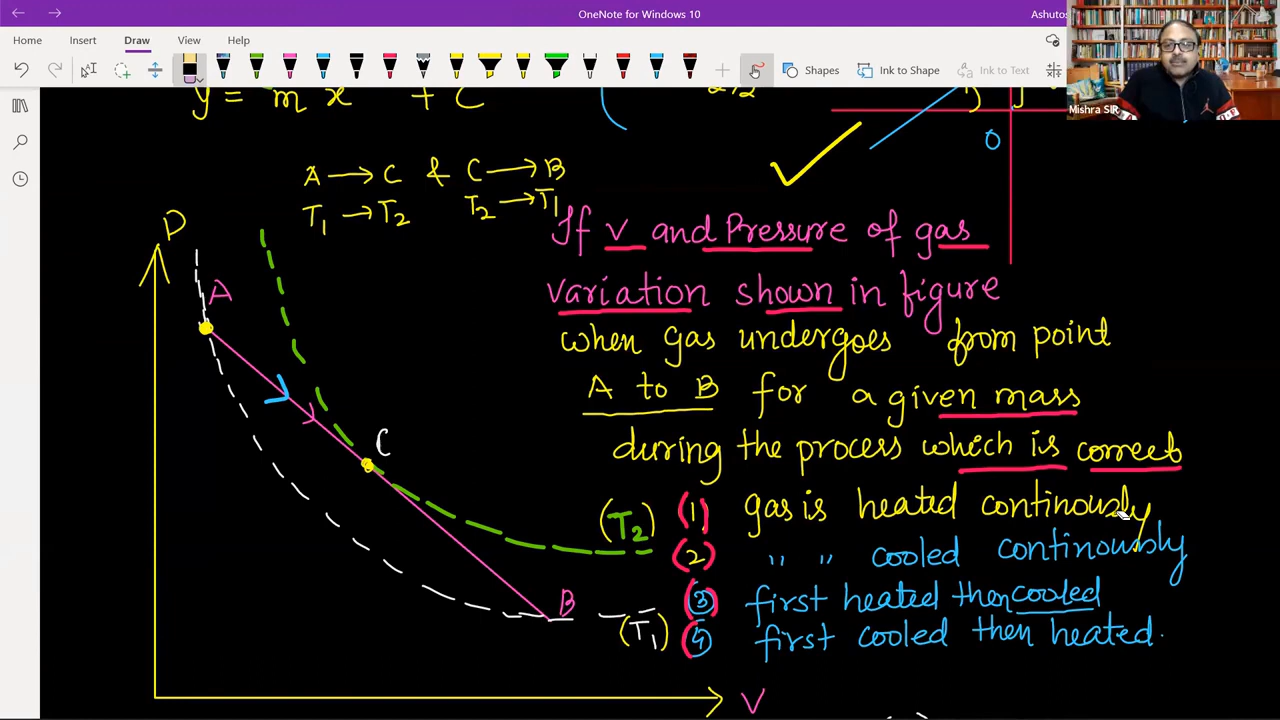 OneNote for Windows 10
Ashutos
Home Insert Draw View Help
Shapes Ink to Shape Ink to Text
Mishra SIR
y = m x + C
0
A → C & C → B
T1 → T2 T2 → T1
P
If V and Pressure of gas
variation shown in figure
when gas undergoes from point
A to B for a given mass
during the process which is correct
A
C
B
(T2)
(T1)
V
(1) gas is heated continously
(2) " " cooled continously
(3) first heated then cooled
(4) first cooled then heated.